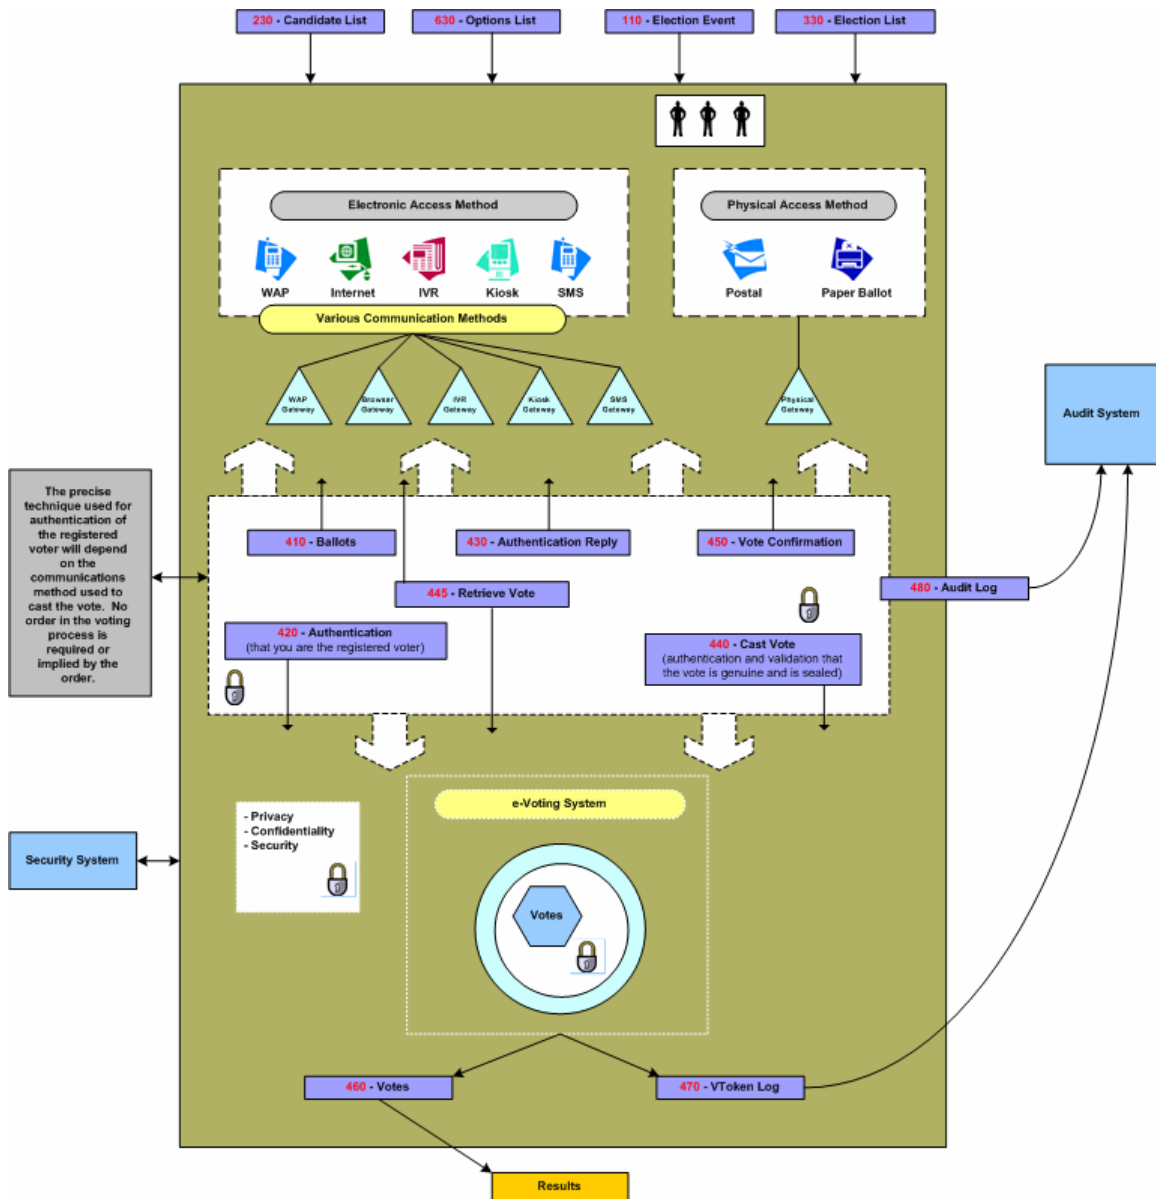 230 - Candidate List
630 - Options List
110 - Election Event
330 - Election List
Electronic Access Method
Physical Access Method
WAP
Internet
IVR
Kiosk
SMS
Postal
Paper Ballot
Various Communication Methods
WAP
Gateway
Browser
Gateway
IVR
Gateway
Kiosk
Gateway
SMS
Gateway
Physical
Gateway
Audit System
The precise
technique used for
authentication of
the registered
voter will depend
on the
communications
method used to
cast the vote.  No
order in the voting
process is
required or
implied by the
order.
410 - Ballots
430 - Authentication Reply
450 - Vote Confirmation
445 - Retrieve Vote
480 - Audit Log
420 - Authentication
(that you are the registered voter)
440 - Cast Vote
(authentication and validation that
the vote is genuine and is sealed)
e-Voting System
- Privacy
- Confidentiality
- Security
Security System
Votes
460 - Votes
470 - VToken Log
Results